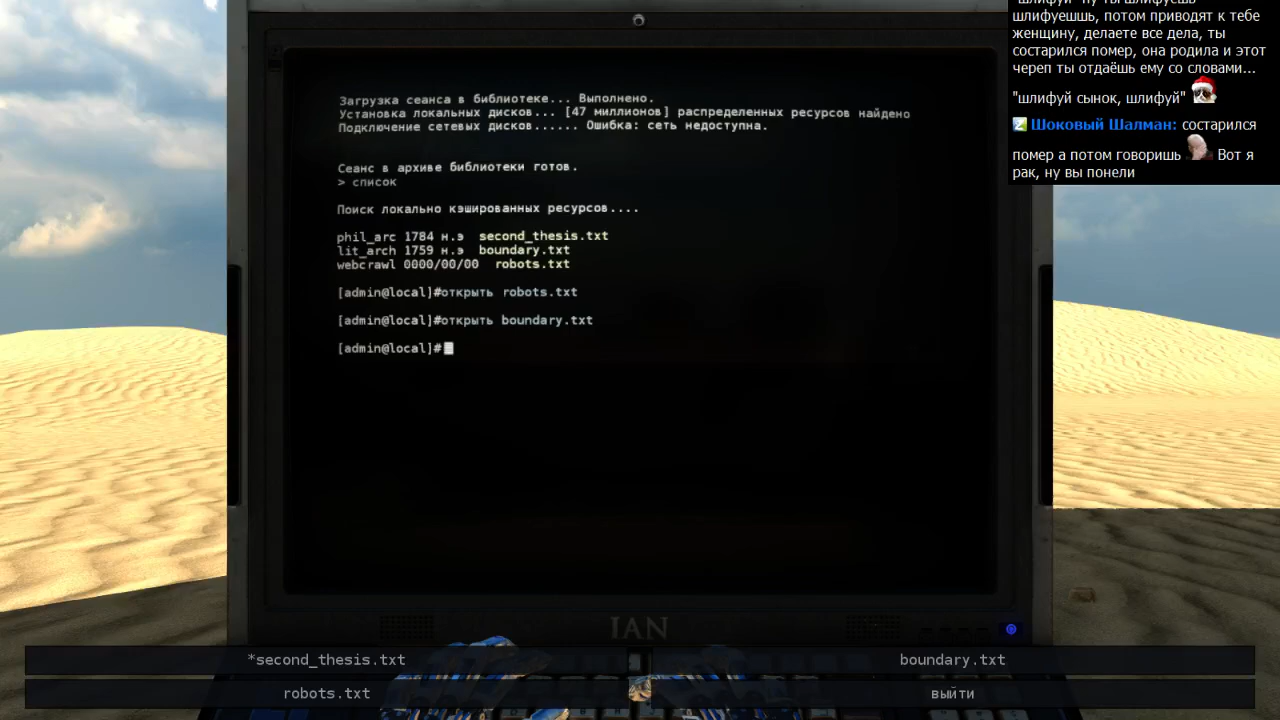 Загрузка сеанса в библиотеке... Выполнено.
Установка локальных дисков... [47 миллионов] распределенных ресурсов найдено
Подключение сетевых дисков...... Ошибка: сеть недоступна.
Сеанс в архиве библиотеки готов.
> список
Поиск локально кэшированных ресурсов....
phil_arc 1784 н.э second_thesis.txt
lit_arch 1759 н.э boundary.txt
webcrawl 0000/00/00 robots.txt
[admin@local]#открыть robots.txt
[admin@local]#открыть boundary.txt
[admin@local]#
IAN
*second_thesis.txt
boundary.txt
robots.txt
выйти
"шлифуй" ну ты шлифуешь
шлифуешшь, потом приводят к тебе
женщину, делаете все дела, ты
состарился помер, она родила и этот
череп ты отдаёшь ему со словами...
"шлифуй сынок, шлифуй"
Шоковый Шалман: состарился
помер а потом говоришь Вот я
рак, ну вы понели